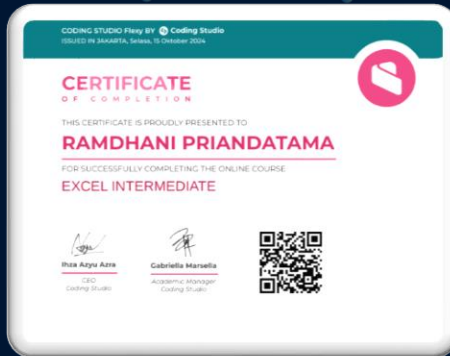 CODING STUDIO Flexy BY Coding Studio
ISSUED IN JAKARTA, Selasa, 15 Oktober 2024
CERTIFICATE
OF COMPLETION
THIS CERTIFICATE IS PROUDLY PRESENTED TO
RAMDHANI PRIANDATAMA
FOR SUCCESSFULLY COMPLETING THE ONLINE COURSE
EXCEL INTERMEDIATE
Ihza Azyu Azra
CEO
Coding Studio
Gabriella Marsella
Academic Manager
Coding Studio